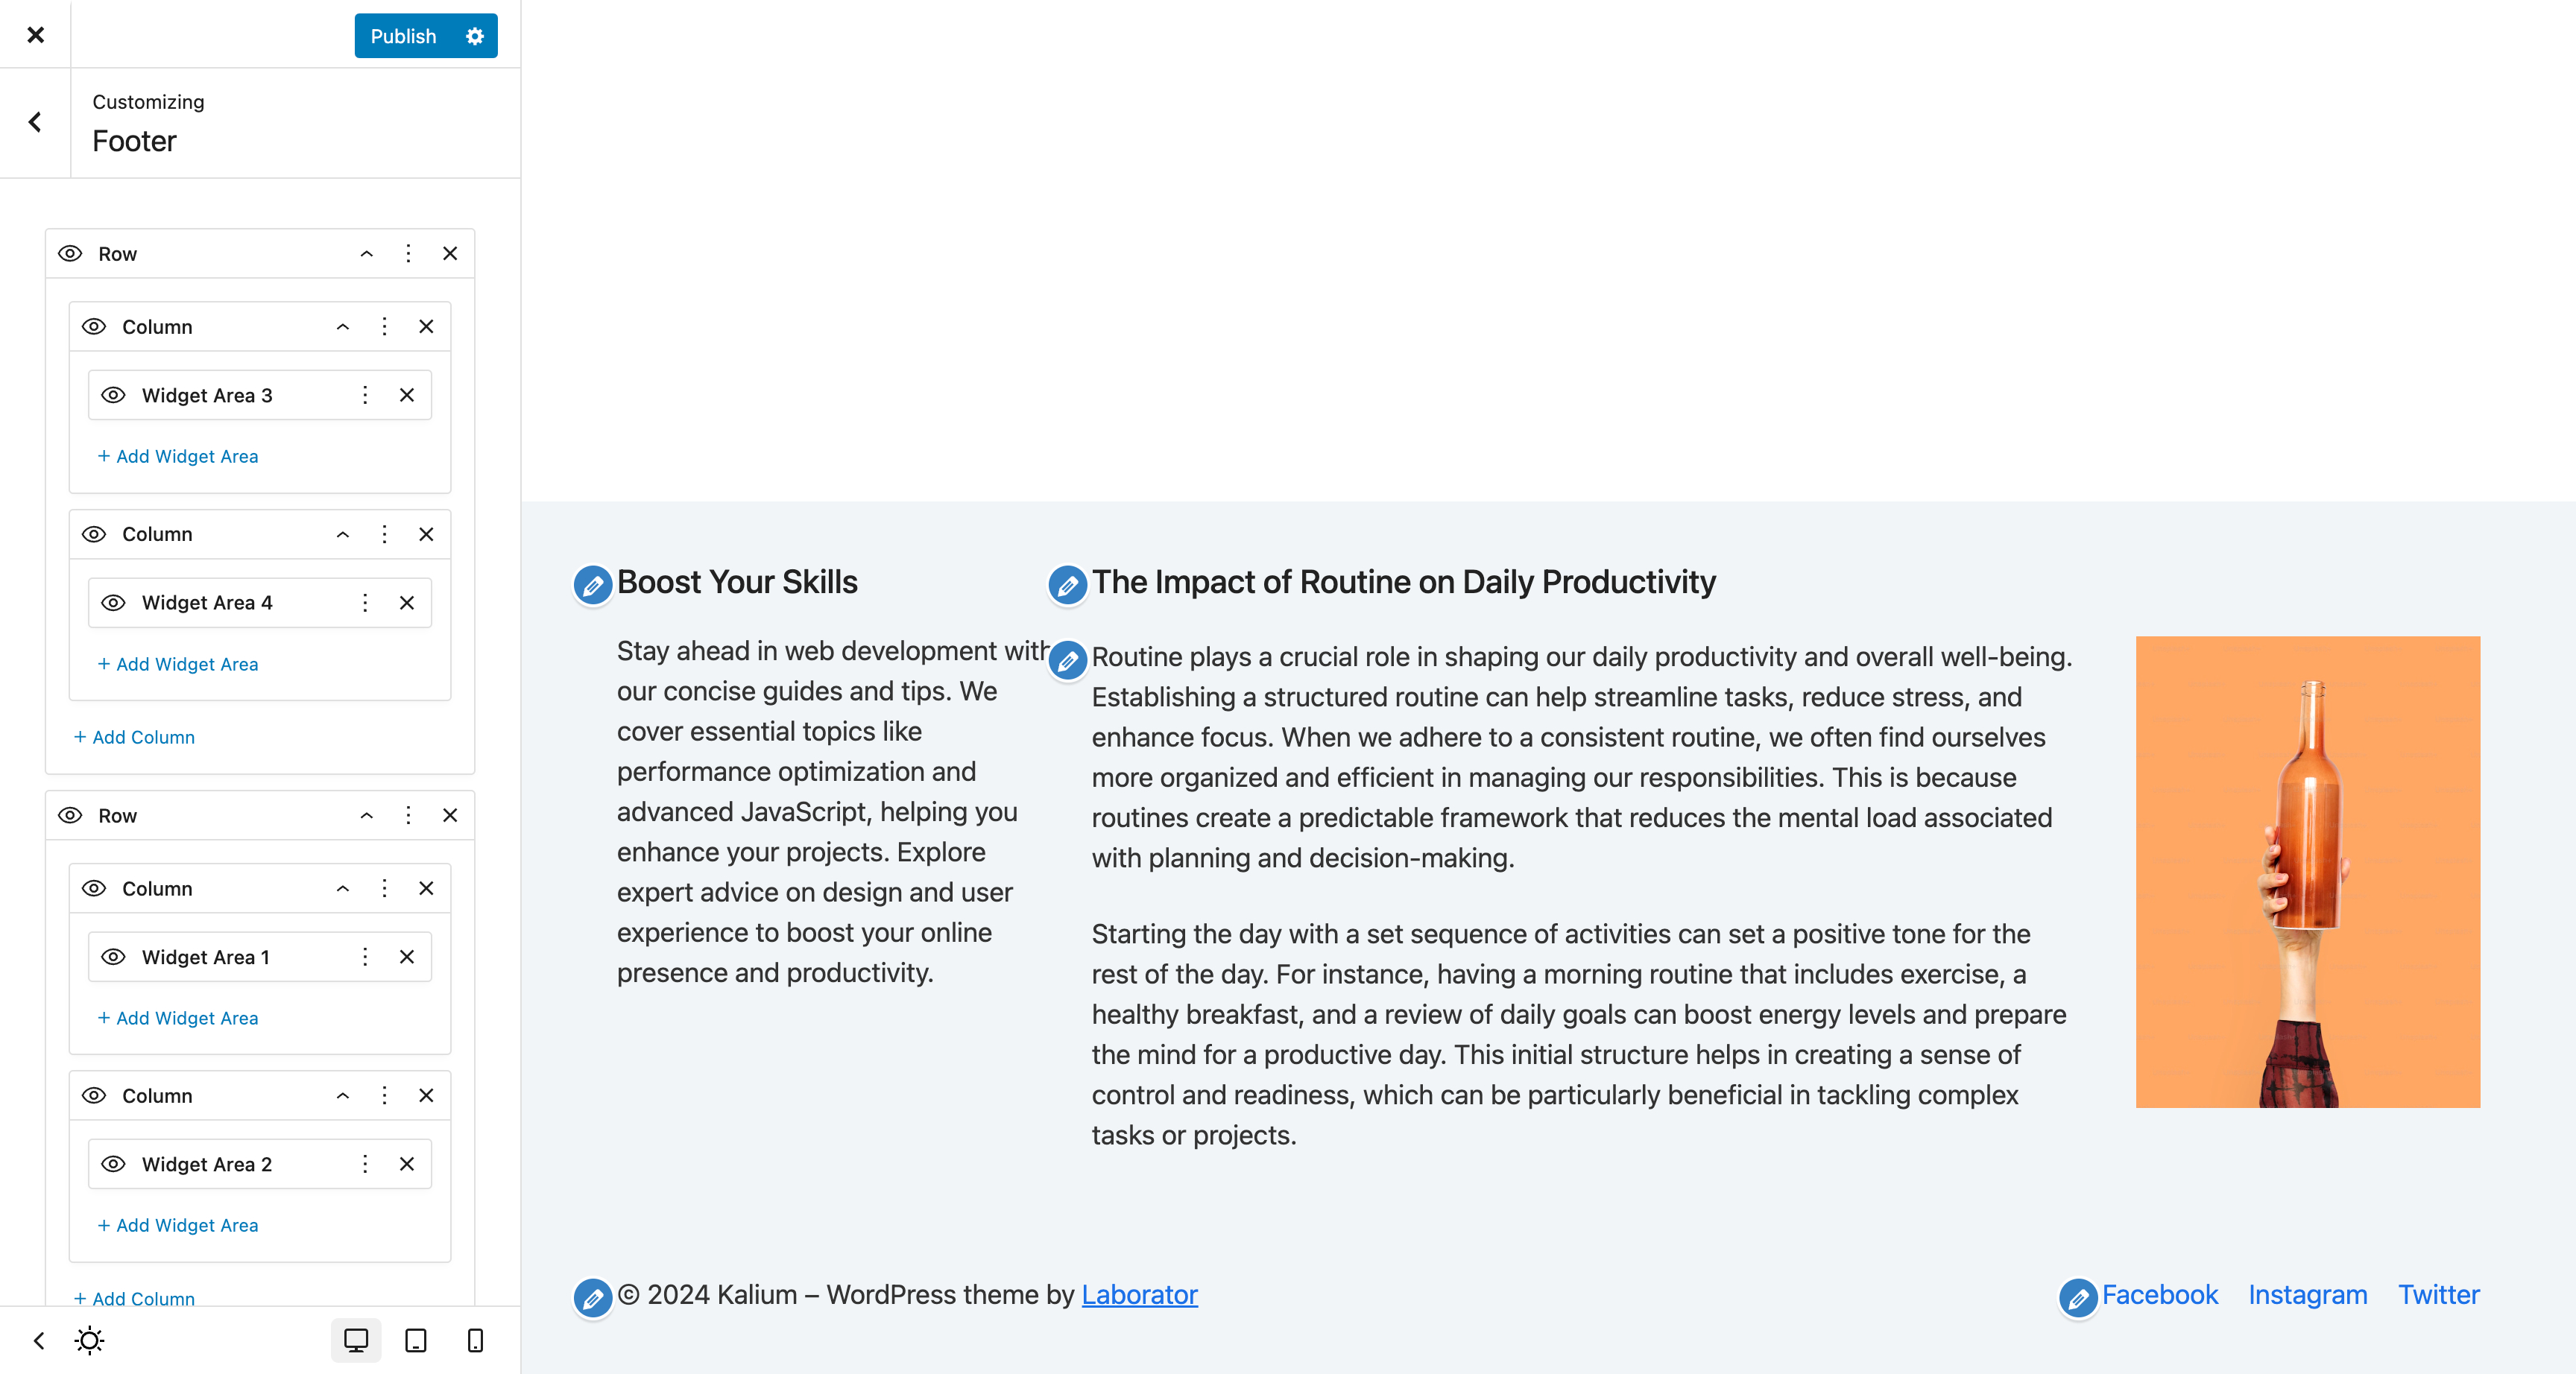 Publish
Customizing
Footer
Row
Column
Widget Area 3
+ Add Widget Area
Column
Widget Area 4
+ Add Widget Area
+ Add Column
Row
Column
Widget Area 1
+ Add Widget Area
Column
Widget Area 2
+ Add Widget Area
+ Add Column
Boost Your Skills
Stay ahead in web development with
our concise guides and tips. We
cover essential topics like
performance optimization and
advanced JavaScript, helping you
enhance your projects. Explore
expert advice on design and user
experience to boost your online
presence and productivity.
The Impact of Routine on Daily Productivity
Routine plays a crucial role in shaping our daily productivity and overall well-being.
Establishing a structured routine can help streamline tasks, reduce stress, and
enhance focus. When we adhere to a consistent routine, we often find ourselves
more organized and efficient in managing our responsibilities. This is because
routines create a predictable framework that reduces the mental load associated
with planning and decision-making.
Starting the day with a set sequence of activities can set a positive tone for the
rest of the day. For instance, having a morning routine that includes exercise, a
healthy breakfast, and a review of daily goals can boost energy levels and prepare
the mind for a productive day. This initial structure helps in creating a sense of
control and readiness, which can be particularly beneficial in tackling complex
tasks or projects.
© 2024 Kalium – WordPress theme by Laborator
Facebook Instagram Twitter